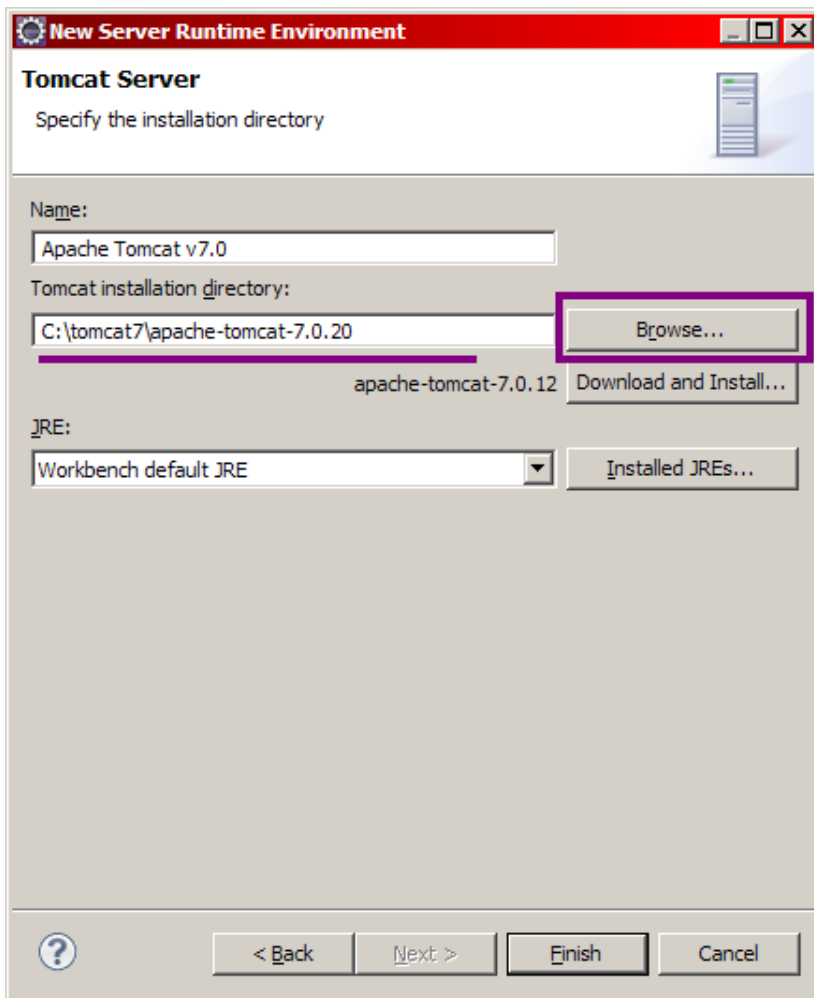 New Server Runtime Environment
Tomcat Server
Specify the installation directory
Name:
Apache Tomcat v7.0
Tomcat installation directory:
C:\tomcat7\apache-tomcat-7.0.20 Browse...
apache-tomcat-7.0.12 Download and Install...
JRE:
Workbench default JRE Installed JREs...
? < Back Next > Finish Cancel